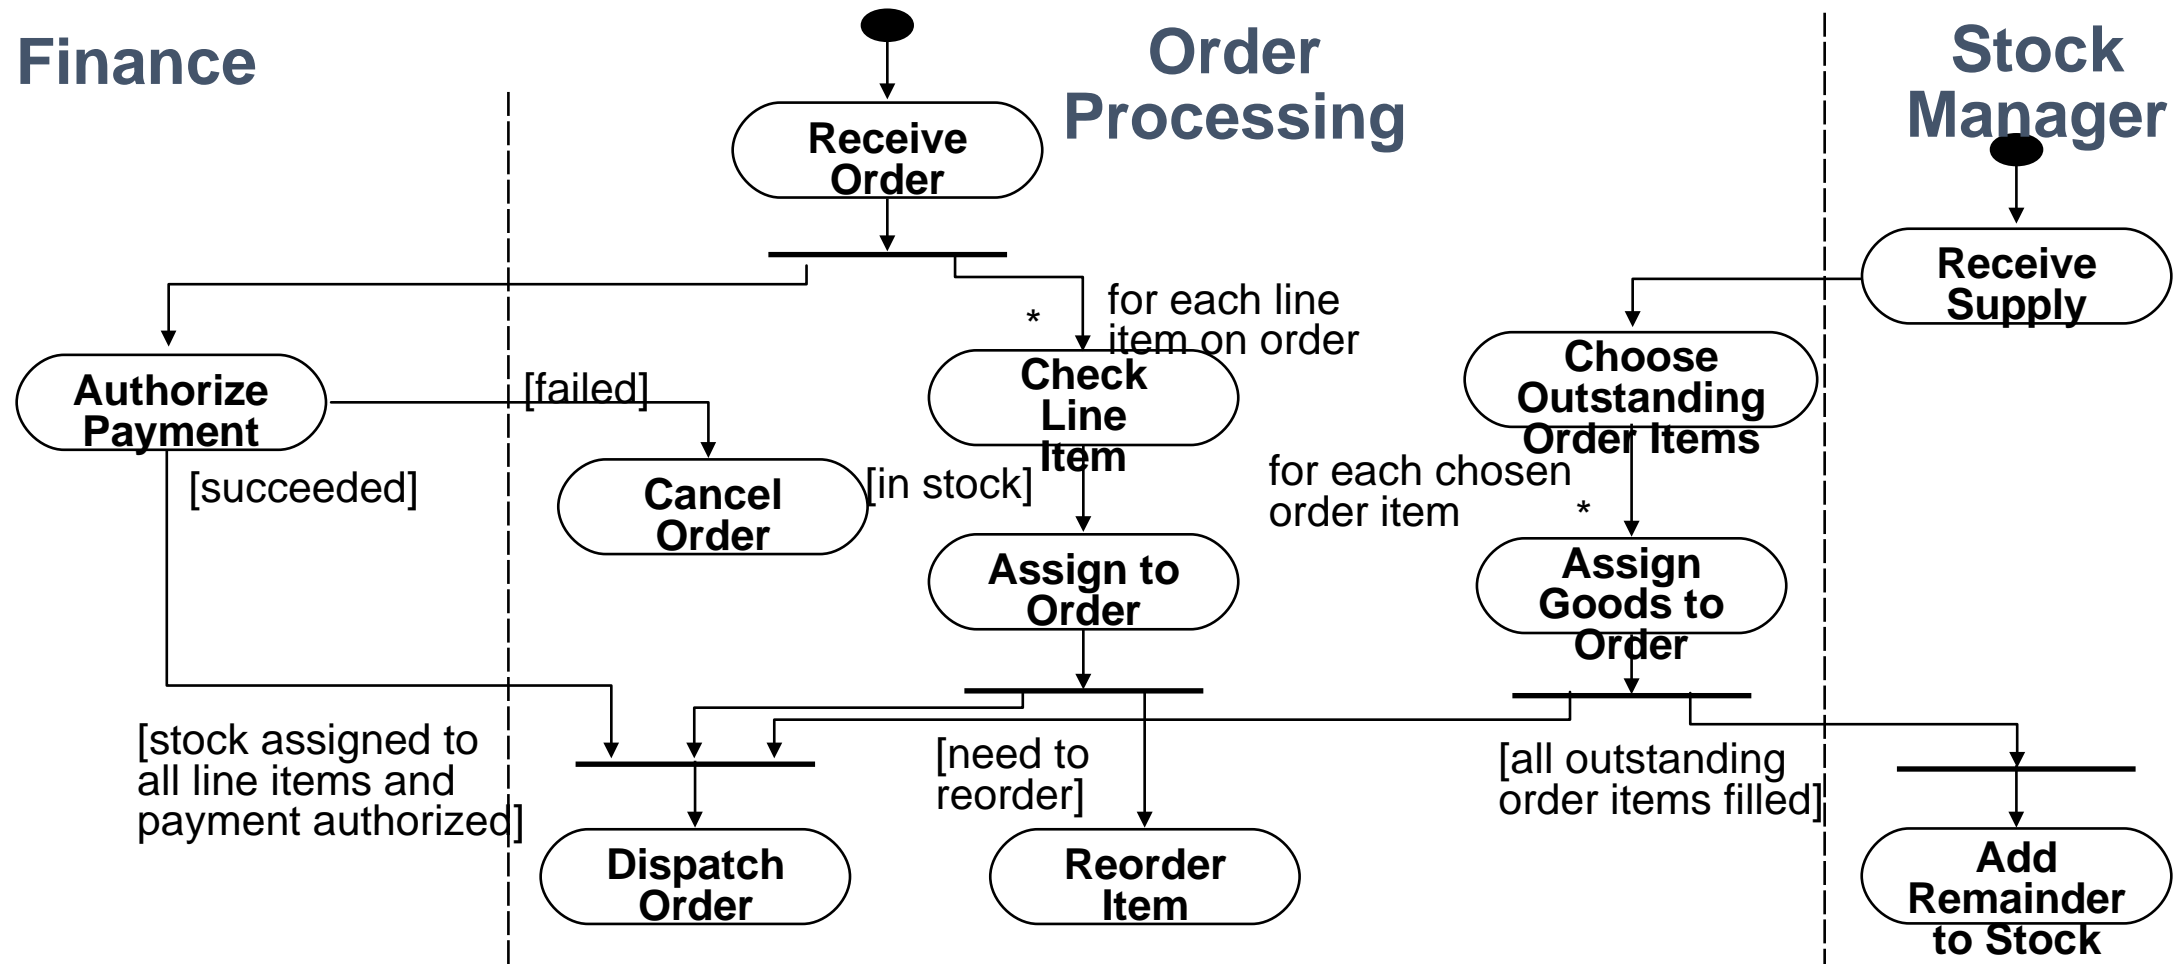 Finance
Order
Processing
Stock
Manager
Receive
Order
Receive
Supply
*
for each line
item on order
Authorize
Payment
[failed]
Check
Line
Item
Choose
Outstanding
Order Items
[succeeded]
Cancel
Order
[in stock]
for each chosen
order item
*
Assign to
Order
Assign
Goods to
Order
[stock assigned to
all line items and
payment authorized]
[need to
reorder]
[all outstanding
order items filled]
Dispatch
Order
Reorder
Item
Add
Remainder
to Stock